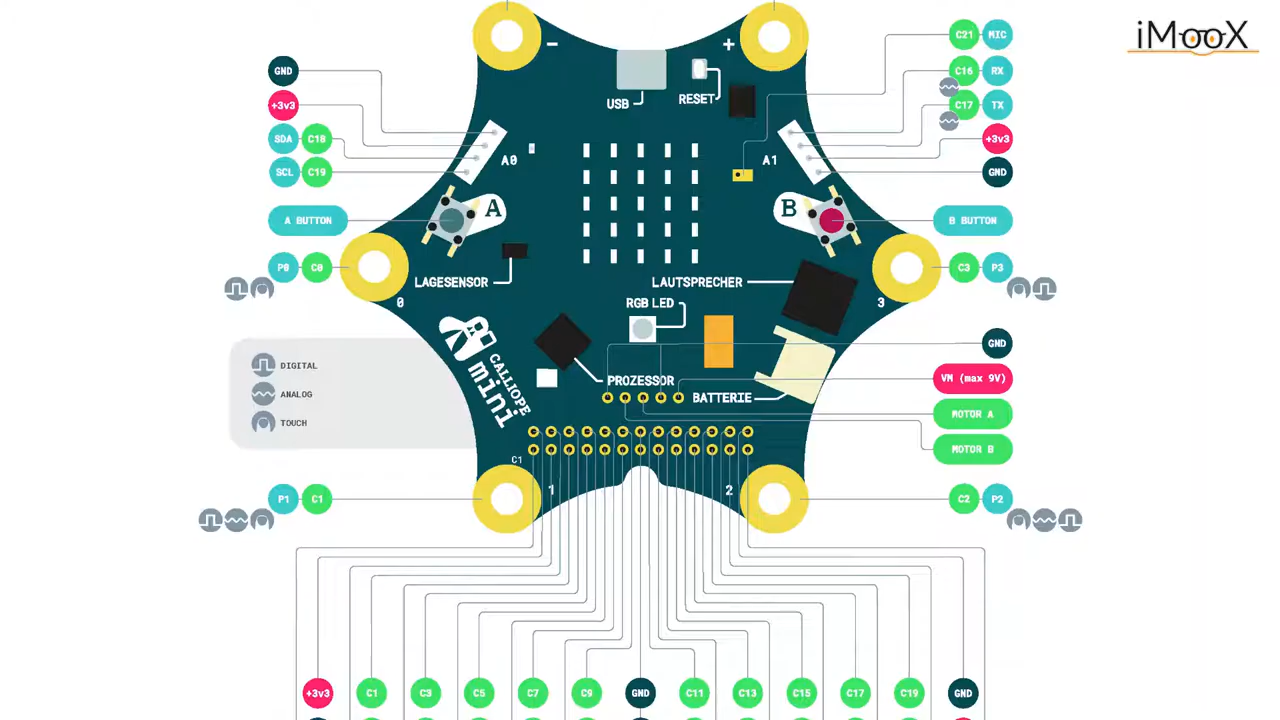 iMooX
−
+
USB
RESET
GND
+3v3
SDA C18
SCL C19
A BUTTON
P0 C0
C21 MIC
C16 RX
C17 TX
+3v3
GND
B BUTTON
C3 P3
A0
A1
A
B
LAGESENSOR
LAUTSPRECHER
RGB LED
0
3
CALLIOPE
mini
PROZESSOR
BATTERIE
GND
VM (max 9V)
MOTOR A
MOTOR B
DIGITAL
ANALOG
TOUCH
C1
1
2
P1 C1
C2 P2
+3v3 C1 C3 C5 C7 C9 GND C11 C13 C15 C17 C19 GND